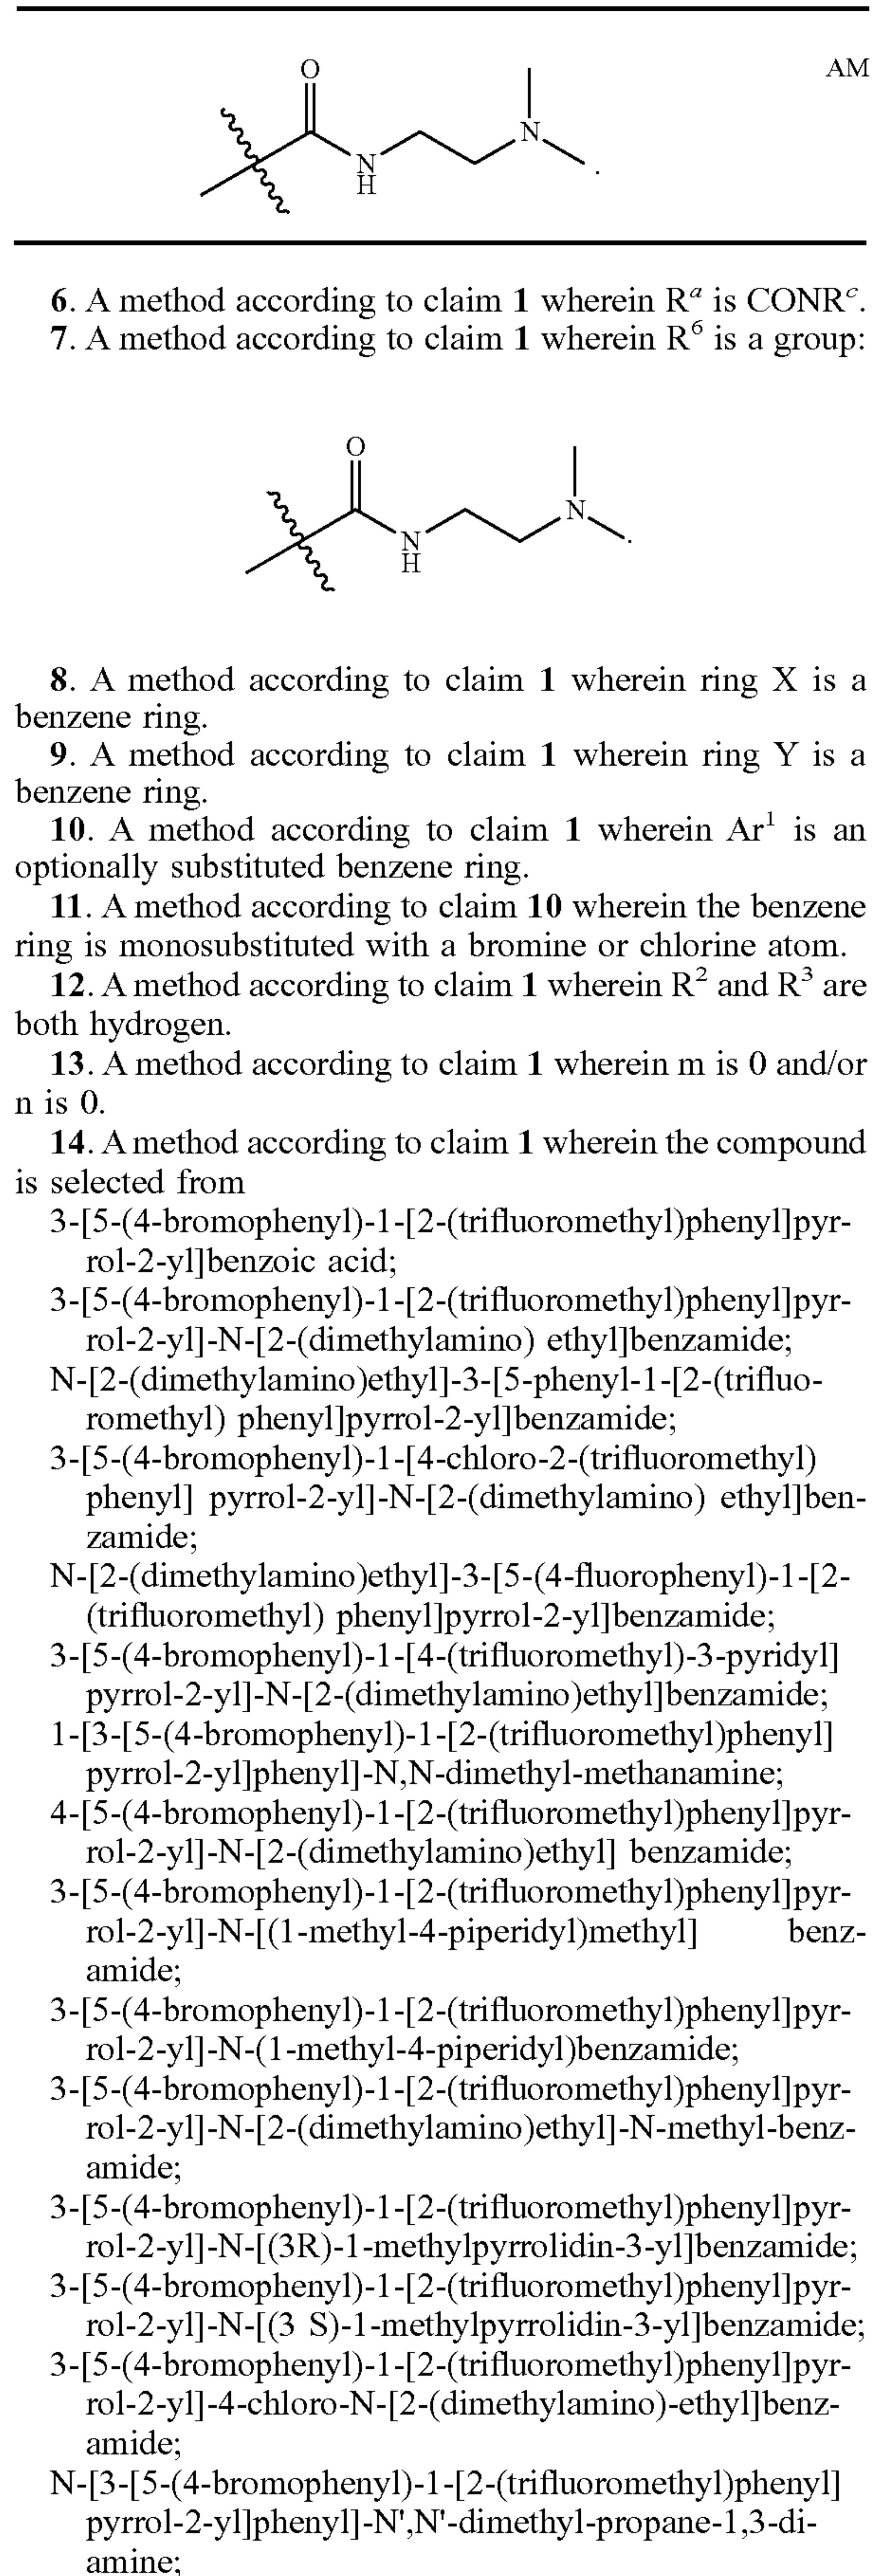 AM
O
N
N
H
.
6. A method according to claim 1 wherein Rᵃ is CONRᶜ.
7. A method according to claim 1 wherein R⁶ is a group:
O
N
N
H
.
8. A method according to claim 1 wherein ring X is a
benzene ring.
9. A method according to claim 1 wherein ring Y is a
benzene ring.
10. A method according to claim 1 wherein Ar¹ is an
optionally substituted benzene ring.
11. A method according to claim 10 wherein the benzene
ring is monosubstituted with a bromine or chlorine atom.
12. A method according to claim 1 wherein R² and R³ are
both hydrogen.
13. A method according to claim 1 wherein m is 0 and/or
n is 0.
14. A method according to claim 1 wherein the compound
is selected from
3-[5-(4-bromophenyl)-1-[2-(trifluoromethyl)phenyl]pyr-
rol-2-yl]benzoic acid;
3-[5-(4-bromophenyl)-1-[2-(trifluoromethyl)phenyl]pyr-
rol-2-yl]-N-[2-(dimethylamino) ethyl]benzamide;
N-[2-(dimethylamino)ethyl]-3-[5-phenyl-1-[2-(trifluo-
romethyl) phenyl]pyrrol-2-yl]benzamide;
3-[5-(4-bromophenyl)-1-[4-chloro-2-(trifluoromethyl)
phenyl] pyrrol-2-yl]-N-[2-(dimethylamino) ethyl]ben-
zamide;
N-[2-(dimethylamino)ethyl]-3-[5-(4-fluorophenyl)-1-[2-
(trifluoromethyl) phenyl]pyrrol-2-yl]benzamide;
3-[5-(4-bromophenyl)-1-[4-(trifluoromethyl)-3-pyridyl]
pyrrol-2-yl]-N-[2-(dimethylamino)ethyl]benzamide;
1-[3-[5-(4-bromophenyl)-1-[2-(trifluoromethyl)phenyl]
pyrrol-2-yl]phenyl]-N,N-dimethyl-methanamine;
4-[5-(4-bromophenyl)-1-[2-(trifluoromethyl)phenyl]pyr-
rol-2-yl]-N-[2-(dimethylamino)ethyl] benzamide;
3-[5-(4-bromophenyl)-1-[2-(trifluoromethyl)phenyl]pyr-
rol-2-yl]-N-[(1-methyl-4-piperidyl)methyl] benz-
amide;
3-[5-(4-bromophenyl)-1-[2-(trifluoromethyl)phenyl]pyr-
rol-2-yl]-N-(1-methyl-4-piperidyl)benzamide;
3-[5-(4-bromophenyl)-1-[2-(trifluoromethyl)phenyl]pyr-
rol-2-yl]-N-[2-(dimethylamino)ethyl]-N-methyl-benz-
amide;
3-[5-(4-bromophenyl)-1-[2-(trifluoromethyl)phenyl]pyr-
rol-2-yl]-N-[(3R)-1-methylpyrrolidin-3-yl]benzamide;
3-[5-(4-bromophenyl)-1-[2-(trifluoromethyl)phenyl]pyr-
rol-2-yl]-N-[(3 S)-1-methylpyrrolidin-3-yl]benzamide;
3-[5-(4-bromophenyl)-1-[2-(trifluoromethyl)phenyl]pyr-
rol-2-yl]-4-chloro-N-[2-(dimethylamino)-ethyl]benz-
amide;
N-[3-[5-(4-bromophenyl)-1-[2-(trifluoromethyl)phenyl]
pyrrol-2-yl]phenyl]-N',N'-dimethyl-propane-1,3-di-
amine;